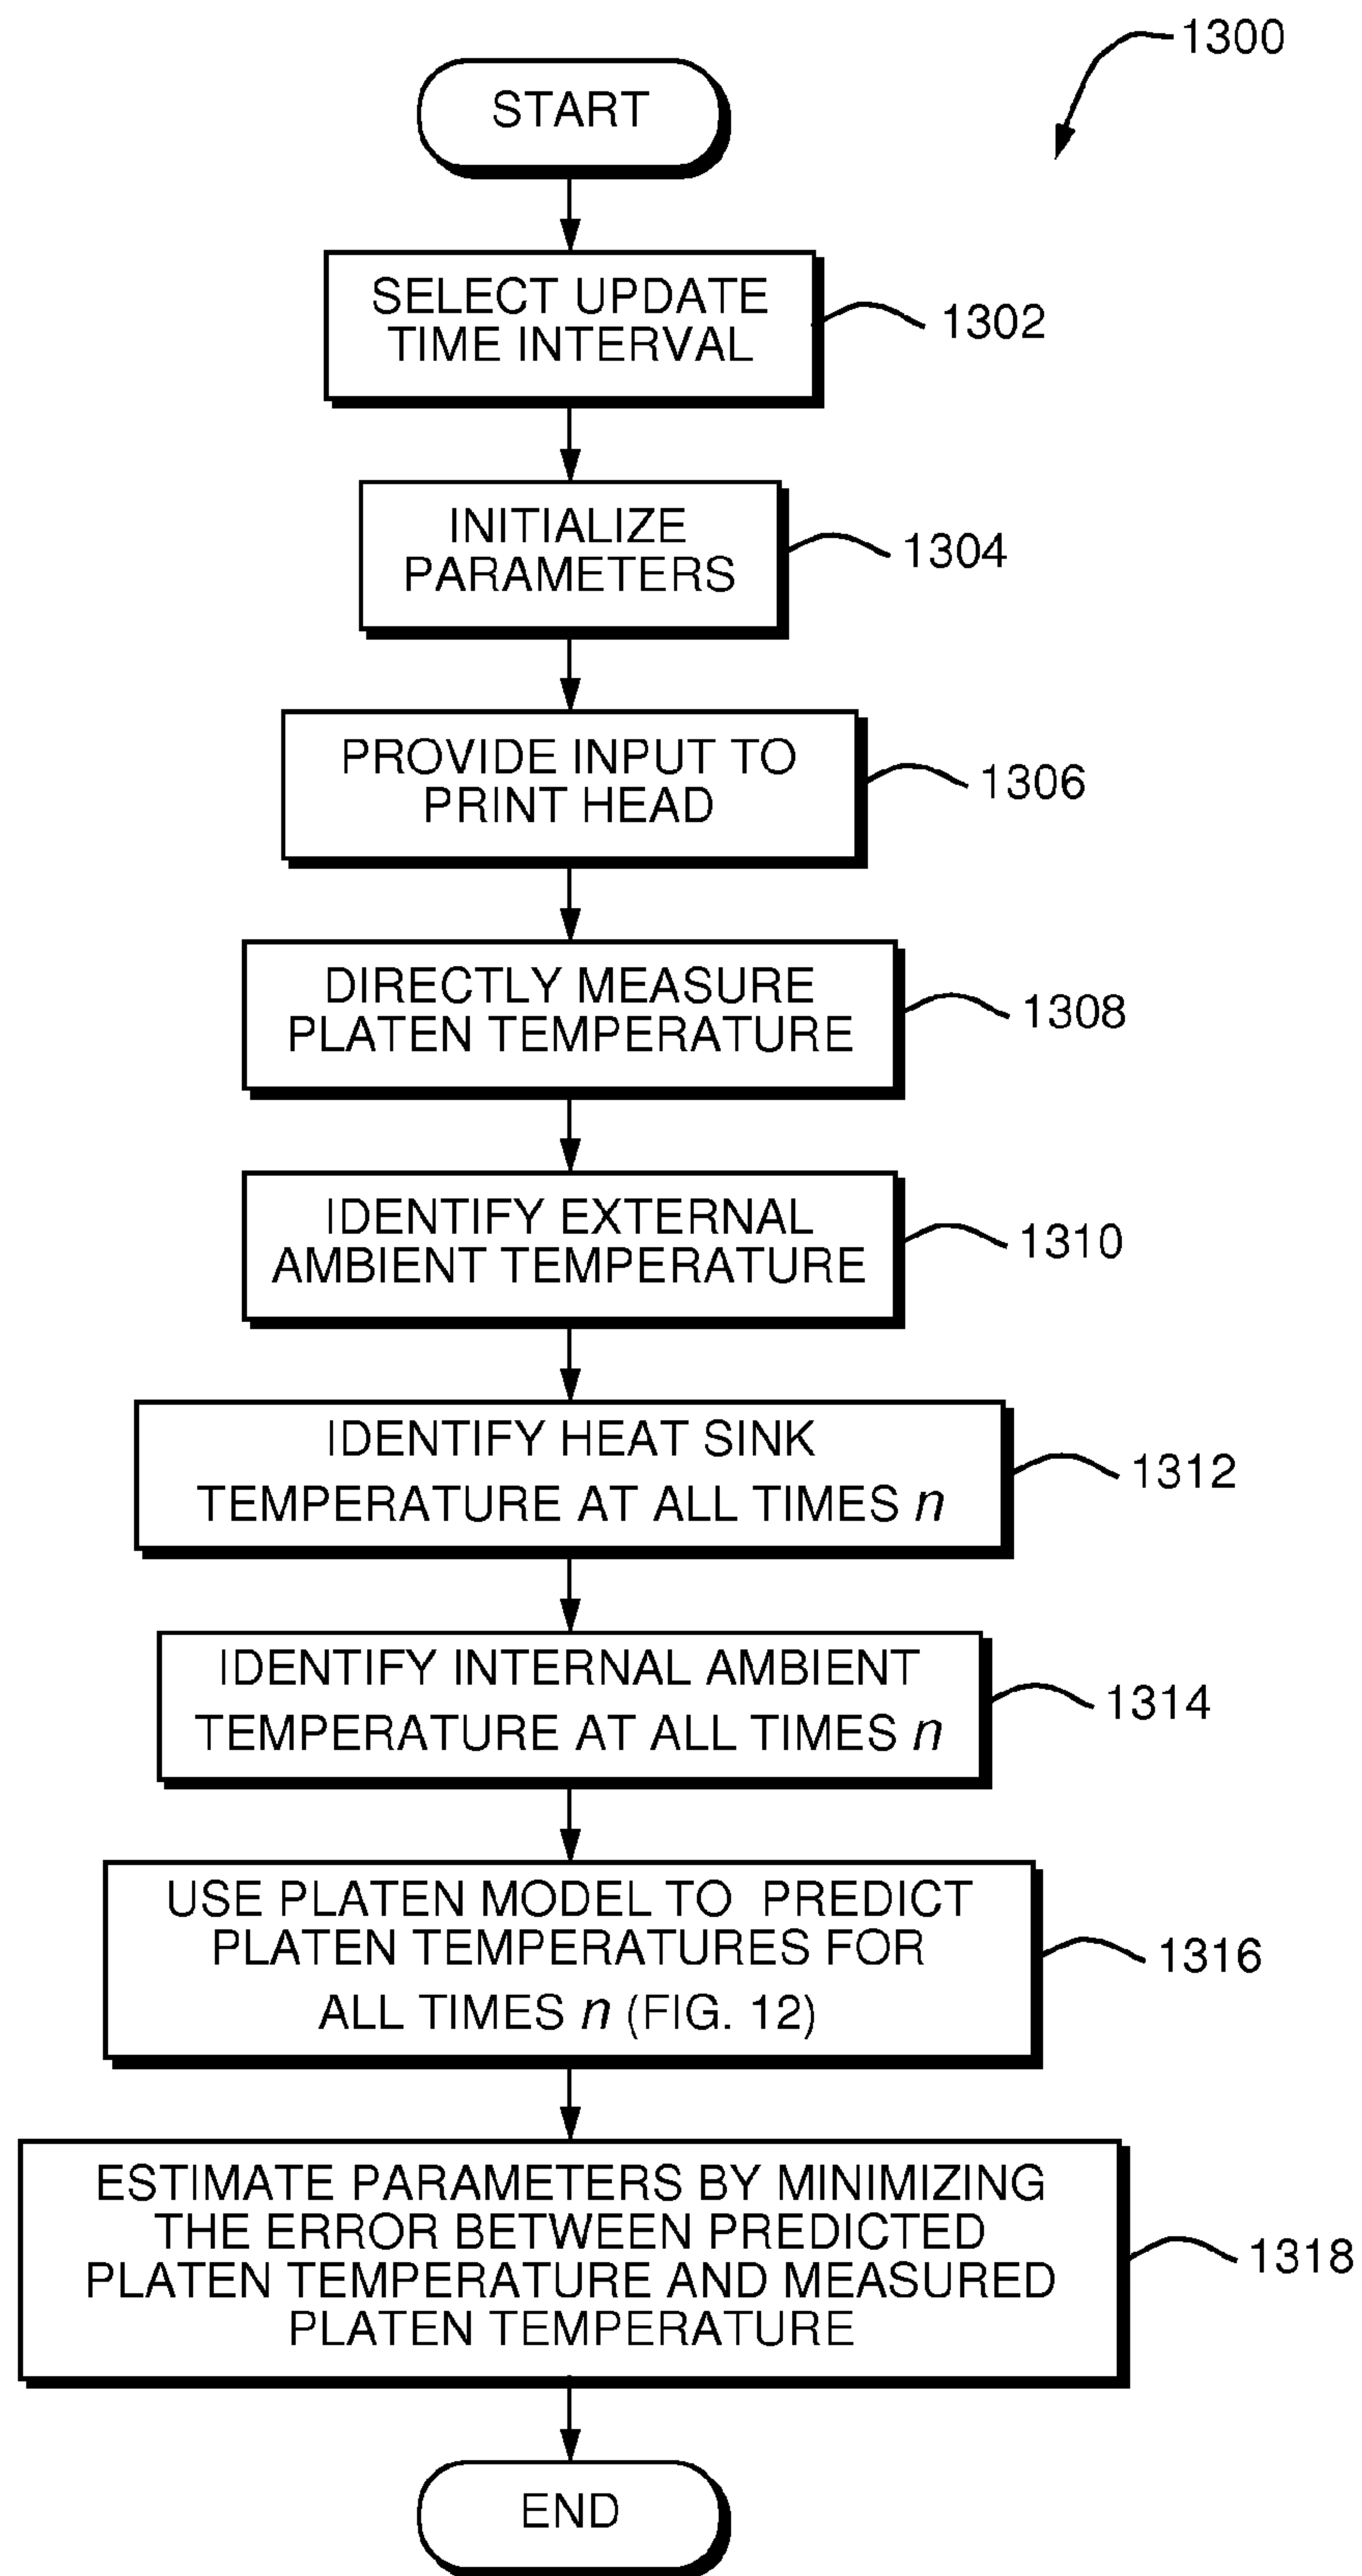 1300
START
SELECT UPDATE
TIME INTERVAL
1302
INITIALIZE
PARAMETERS
1304
PROVIDE INPUT TO
PRINT HEAD
1306
DIRECTLY MEASURE
PLATEN TEMPERATURE
1308
IDENTIFY EXTERNAL
AMBIENT TEMPERATURE
1310
IDENTIFY HEAT SINK
TEMPERATURE AT ALL TIMES n
1312
IDENTIFY INTERNAL AMBIENT
TEMPERATURE AT ALL TIMES n
1314
USE PLATEN MODEL TO PREDICT
PLATEN TEMPERATURES FOR
ALL TIMES n (FIG. 12)
1316
ESTIMATE PARAMETERS BY MINIMIZING
THE ERROR BETWEEN PREDICTED
PLATEN TEMPERATURE AND MEASURED
PLATEN TEMPERATURE
1318
END